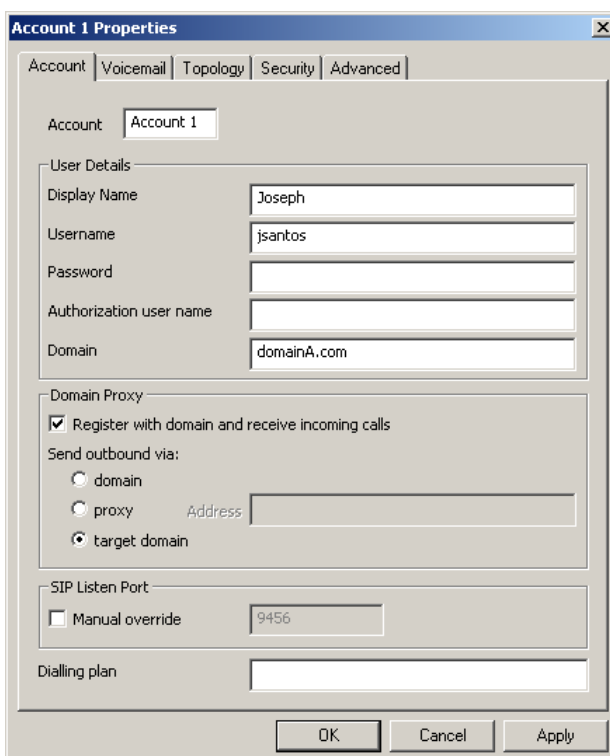 Account 1 Properties
Account Voicemail Topology Security Advanced
Account Account 1
User Details
Display Name Joseph
Username jsantos
Password
Authorization user name
Domain domainA.com
Domain Proxy
Register with domain and receive incoming calls
Send outbound via:
domain
proxy Address
target domain
SIP Listen Port
Manual override 9456
Dialling plan
OK Cancel Apply